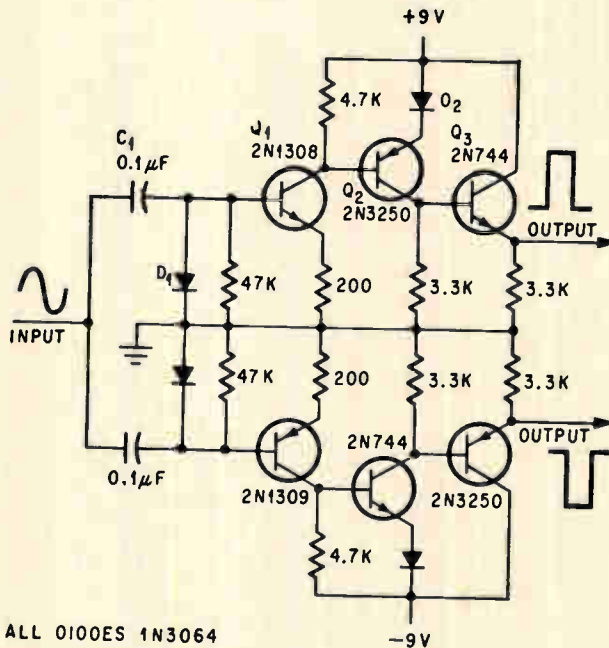 +9V
4.7K
O2
C1
0.1µF
Q1
2N1308
Q3
2N744
Q2
2N3250
OUTPUT
D1
47K
200
3.3K
3.3K
INPUT
47K
200
3.3K
3.3K
2N744
OUTPUT
0.1µF
2N1309
2N3250
4.7K
-9V
ALL OIOOES 1N3064